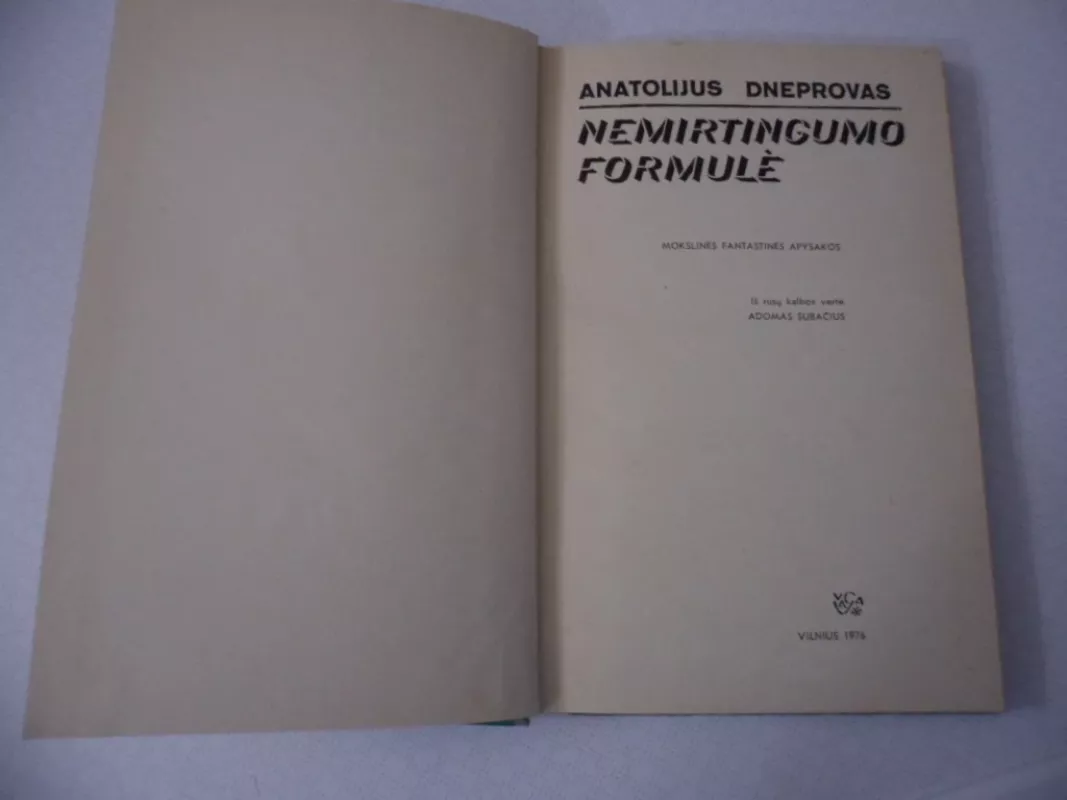 ANATOLIJUS DNEPROVAS
NEMIRTINGUMO
FORMULĖ
MOKSLINĖS FANTASTINĖS APYSAKOS
Iš rusų kalbos vertė
ADOMAS SUBAČIUS
VILNIUS 1976